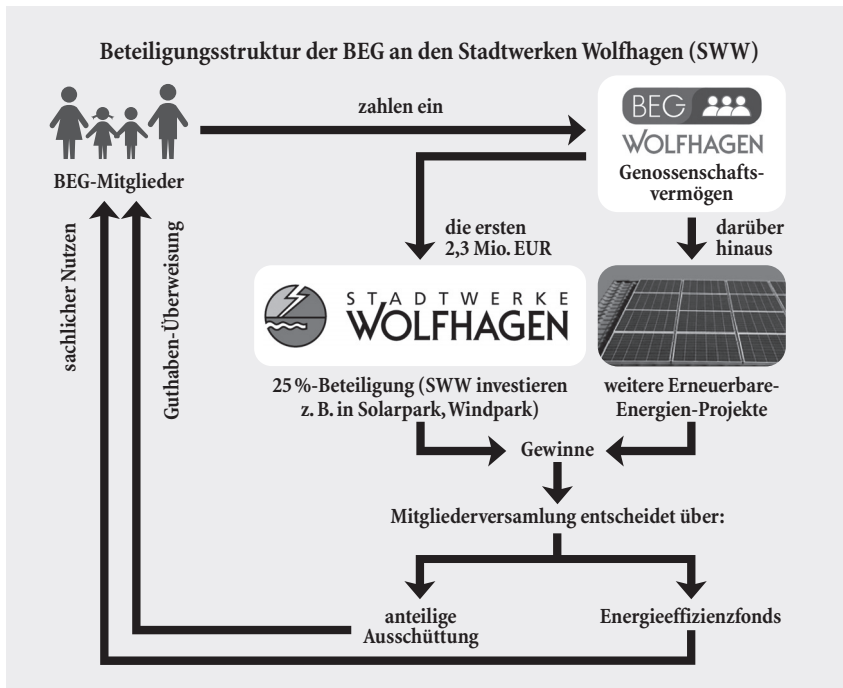 Beteiligungsstruktur der BEG an den Stadtwerken Wolfhagen (SWW)
BEG-Mitglieder
zahlen ein
BEG
WOLFHAGEN
Genossenschafts-
vermögen
die ersten
2,3 Mio. EUR
darüber
hinaus
sachlicher Nutzen
Guthaben-Überweisung
STADTWERKE
WOLFHAGEN
25 %-Beteiligung (SWW investieren
z. B. in Solarpark, Windpark)
weitere Erneuerbare-
Energien-Projekte
Gewinne
Mitgliederversamlung entscheidet über:
anteilige
Ausschüttung
Energieeffizienzfonds